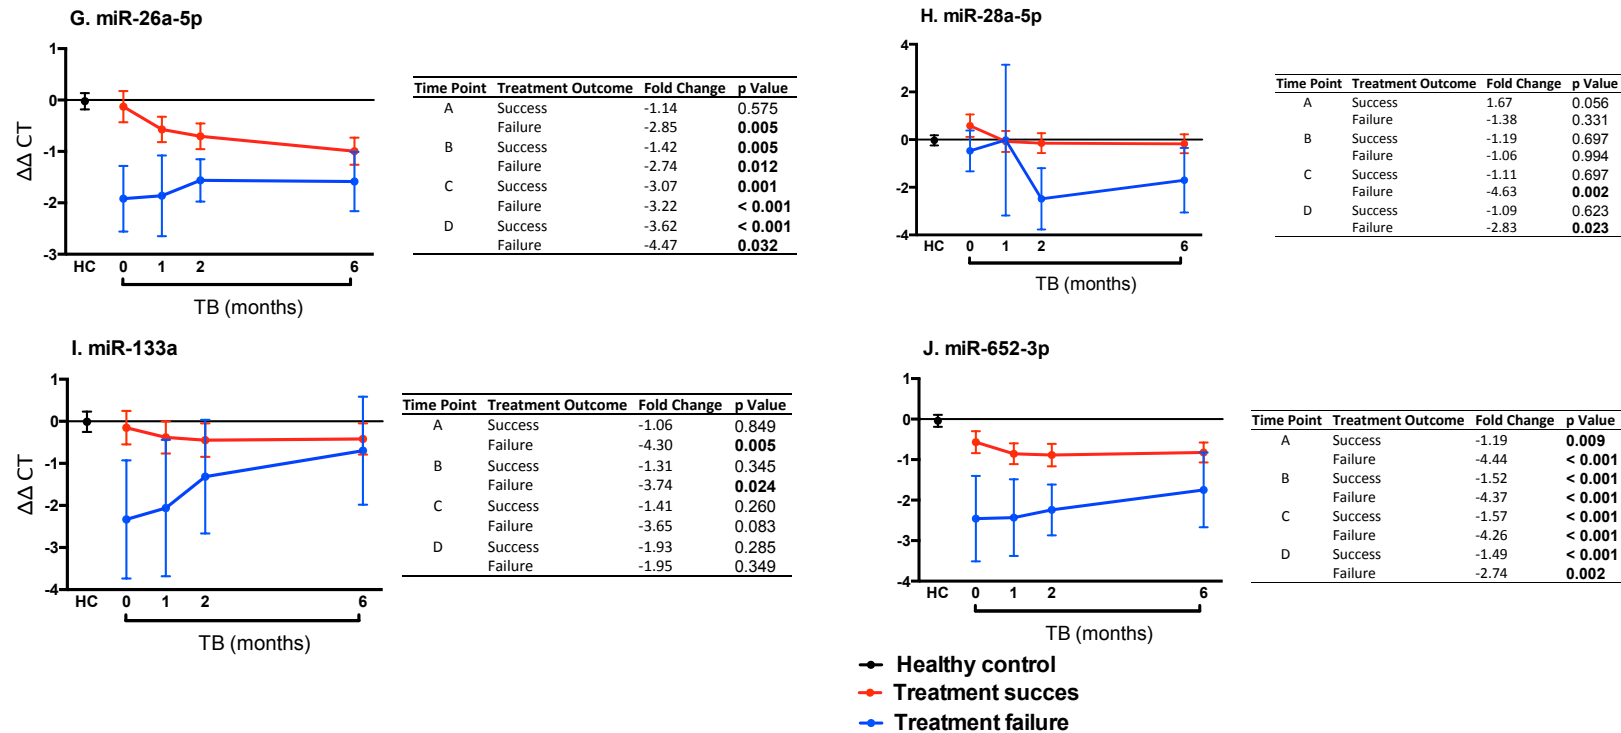 G. miR-26a-5p
1
0
-1
-2
-3
ΔΔ CT
HC 0 1 2 6
TB (months)
Time Point Treatment Outcome Fold Change p Value
A Success -1.14 0.575
Failure -2.85 0.005
B Success -1.42 0.005
Failure -2.74 0.012
C Success -3.07 0.001
Failure -3.22 < 0.001
D Success -3.62 < 0.001
Failure -4.47 0.032
H. miR-28a-5p
4
2
0
-2
-4
HC 0 1 2 6
TB (months)
Time Point Treatment Outcome Fold Change p Value
A Success 1.67 0.056
Failure -1.38 0.331
B Success -1.19 0.697
Failure -1.06 0.994
C Success -1.11 0.697
Failure -4.63 0.002
D Success -1.09 0.623
Failure -2.83 0.023
I. miR-133a
1
0
-1
-2
-3
-4
ΔΔ CT
HC 0 1 2 6
TB (months)
Time Point Treatment Outcome Fold Change p Value
A Success -1.06 0.849
Failure -4.30 0.005
B Success -1.31 0.345
Failure -3.74 0.024
C Success -1.41 0.260
Failure -3.65 0.083
D Success -1.93 0.285
Failure -1.95 0.349
J. miR-652-3p
1
0
-1
-2
-3
-4
HC 0 1 2 6
TB (months)
Time Point Treatment Outcome Fold Change p Value
A Success -1.19 0.009
Failure -4.44 < 0.001
B Success -1.52 < 0.001
Failure -4.37 < 0.001
C Success -1.57 < 0.001
Failure -4.26 < 0.001
D Success -1.49 < 0.001
Failure -2.74 0.002
Healthy control
Treatment succes
Treatment failure